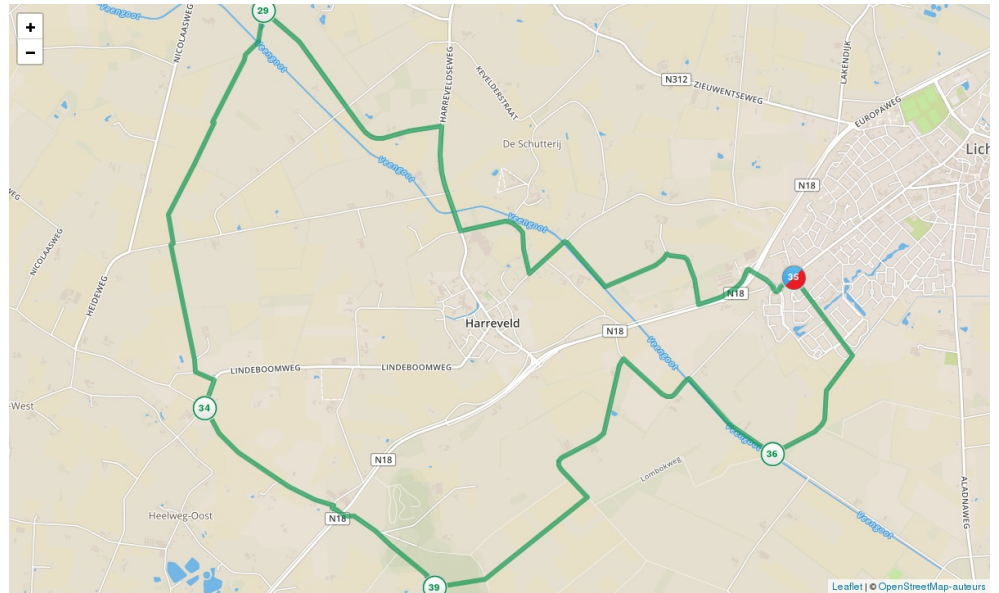 +
−
29
NICOLAASWEG
Veengoot
HARREVELDSEWEG
KEVELDERSTRAAT
N312
ZIEUWENTSEWEG
LAKENDIJK
EUROPAWEG
Lich
De Schutterij
Veengoot
N18
WEG
Veengoot
NICOLAASWEG
HEIDEWEG
35
N18
Harreveld
N18
Veengoot
LINDEBOOMWEG
LINDEBOOMWEG
34
-West
Veengoot
36
N18
Lombokweg
ALADNAWEG
Heelweg-Oost
N18
Veengoot
39
Leaflet | © OpenStreetMap-auteurs